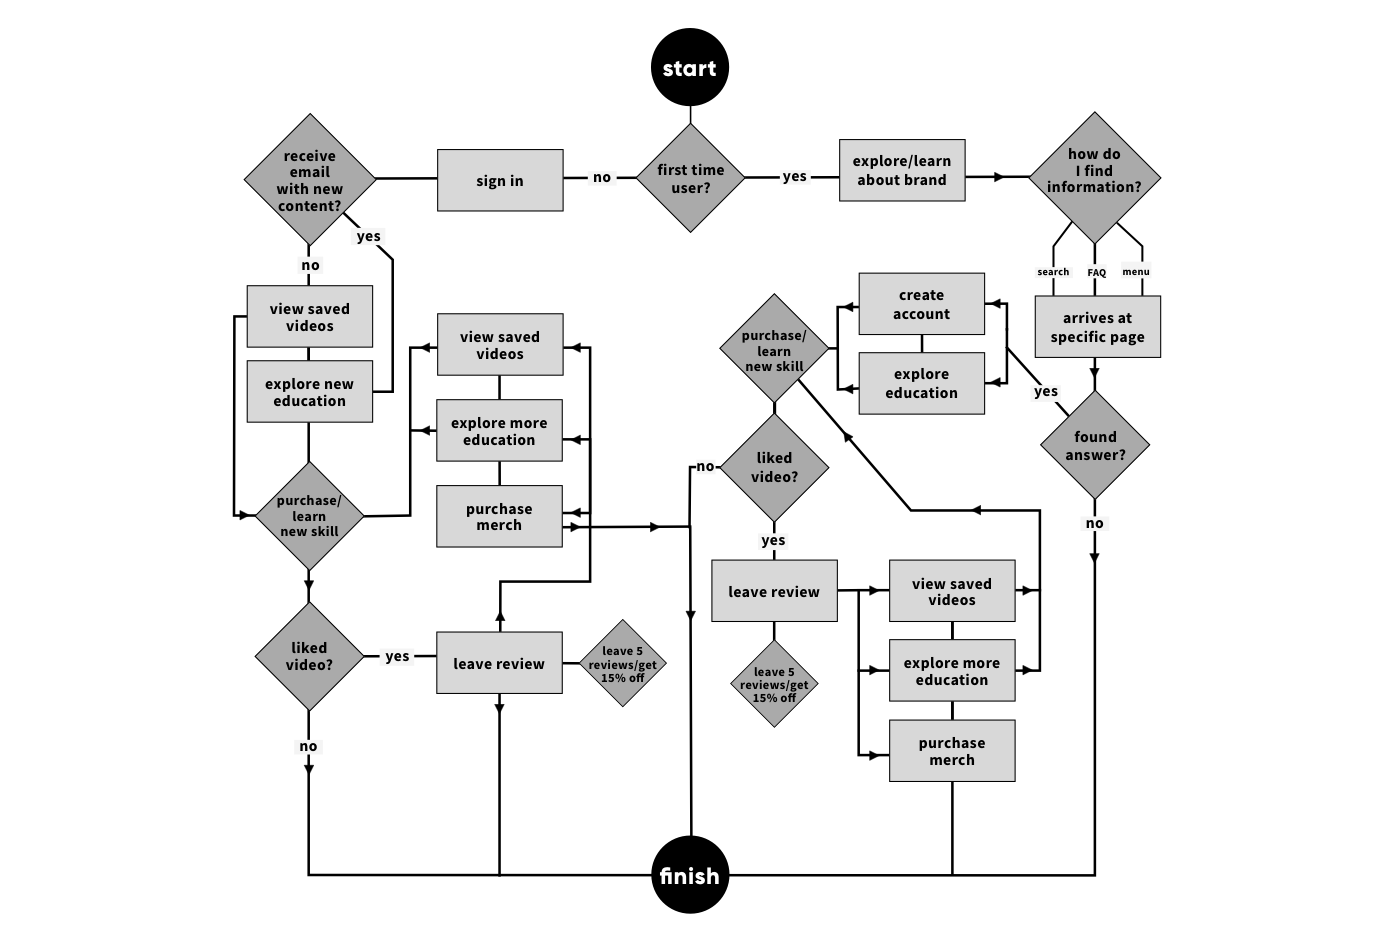 start
receive
email
with new
content?
sign in
no
first time
user?
yes
explore/learn
about brand
how do
I find
information?
yes
no
search
FAQ
menu
view saved
videos
explore new
education
view saved
videos
explore more
education
purchase
merch
purchase/
learn
new skill
create
account
explore
education
arrives at
specific page
yes
found
answer?
no
purchase/
learn
new skill
liked
video?
no
yes
liked
video?
yes
leave review
leave 5
reviews/get
15% off
no
leave review
leave 5
reviews/get
15% off
view saved
videos
explore more
education
purchase
merch
finish